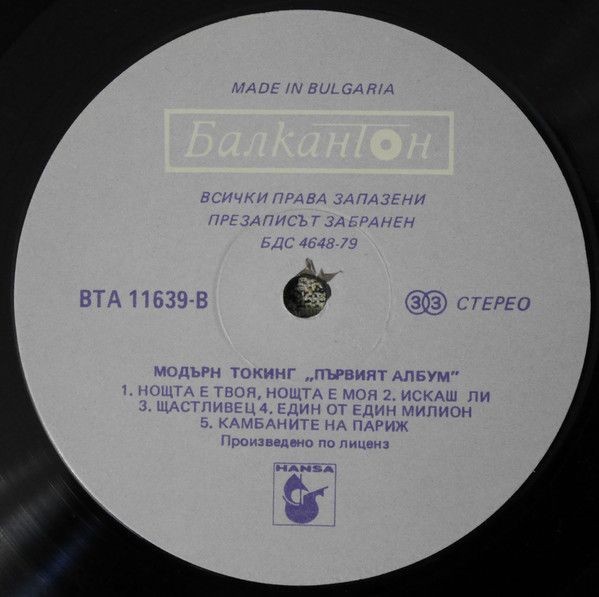 MADE IN BULGARIA
Балкантон
ВСИЧКИ ПРАВА ЗАПАЗЕНИ
ПРЕЗАПИСЪТ ЗАБРАНЕН
БДС 4648-79
ВТА 11639-В
33 СТЕРЕО
МОДЪРН ТОКИНГ „ПЪРВИЯТ АЛБУМ"
1. НОЩТА Е ТВОЯ, НОЩТА Е МОЯ 2. ИСКАШ ЛИ
3. ЩАСТЛИВЕЦ 4. ЕДИН ОТ ЕДИН МИЛИОН
5. КАМБАНИТЕ НА ПАРИЖ
Произведено по лиценз
HANSA